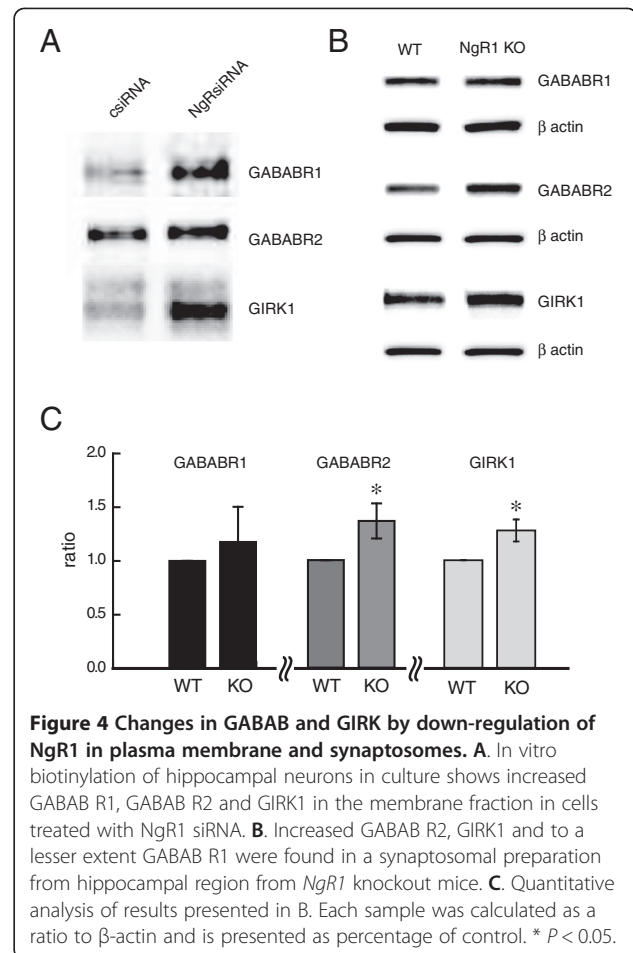 A
csiRNA
NgRsiRNA
GABABR1
GABABR2
GIRK1
B
WT
NgR1 KO
GABABR1
β actin
GABABR2
β actin
GIRK1
β actin
C
2.0
1.5
1.0
0.5
0.0
ratio
GABABR1
GABABR2
GIRK1
*
*
WT
KO
WT
KO
WT
KO
Figure 4 Changes in GABAB and GIRK by down-regulation of
NgR1 in plasma membrane and synaptosomes. A. In vitro
biotinylation of hippocampal neurons in culture shows increased
GABAB R1, GABAB R2 and GIRK1 in the membrane fraction in cells
treated with NgR1 siRNA. B. Increased GABAB R2, GIRK1 and to a
lesser extent GABAB R1 were found in a synaptosomal preparation
from hippocampal region from NgR1 knockout mice. C. Quantitative
analysis of results presented in B. Each sample was calculated as a
ratio to β-actin and is presented as percentage of control. * P < 0.05.